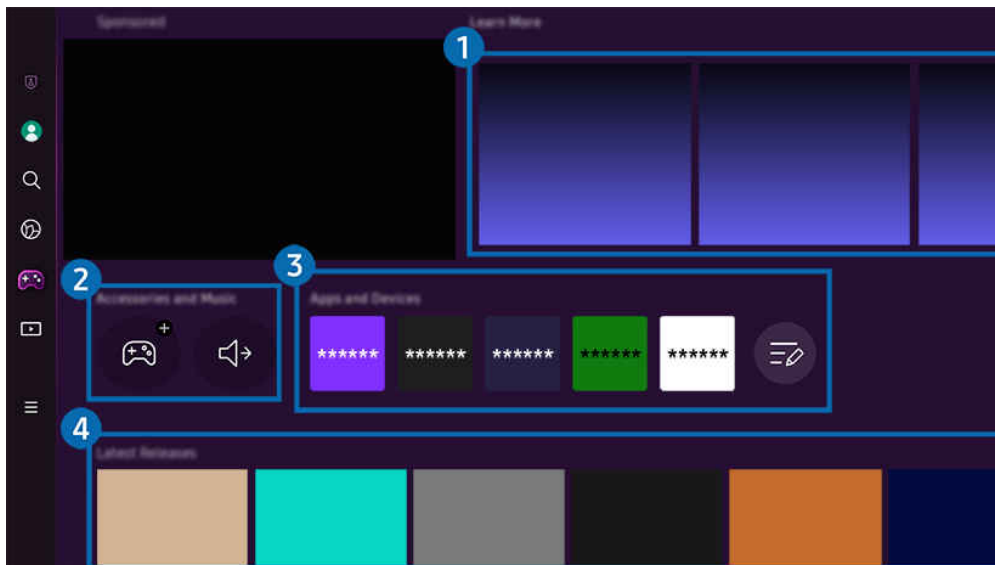 Sponsored
Learn More
1
2
3
Accessories and Music
Apps and Devices
****** ****** ****** ****** ******
4
Latest Releases